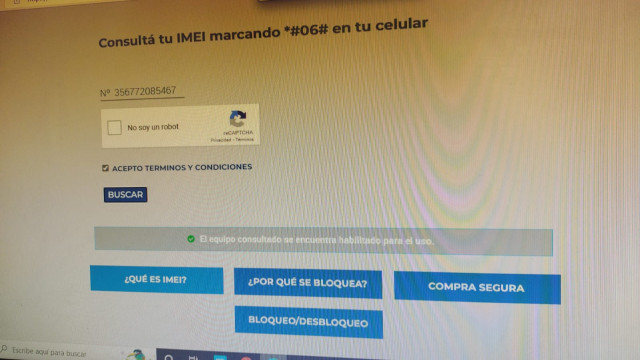 Consultá tu IMEI marcando *#06# en tu celular
Nº 356772085467
No soy un robot
reCAPTCHA
Privacidad - Términos
ACEPTO TERMINOS Y CONDICIONES
BUSCAR
El equipo consultado se encuentra habilitado para el uso.
¿QUÉ ES IMEI?
¿POR QUÉ SE BLOQUEA?
COMPRA SEGURA
BLOQUEO/DESBLOQUEO
Escribe aquí para buscar